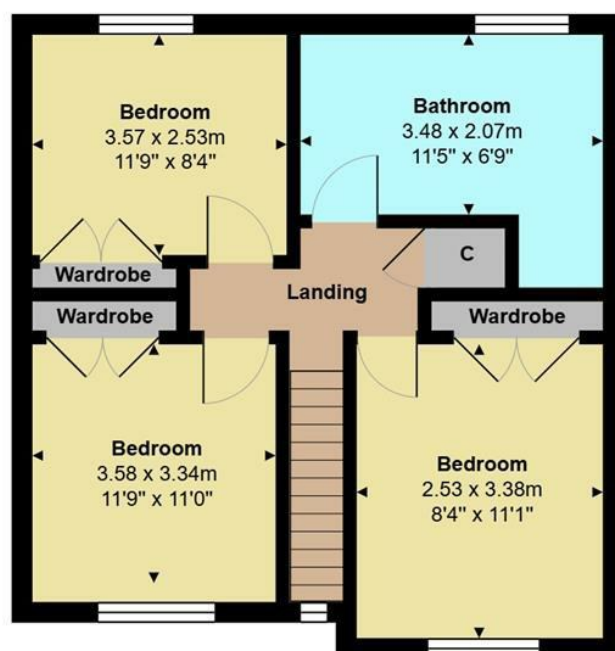 Bedroom
3.57 x 2.53m
11'9" x 8'4"
Bathroom
3.48 x 2.07m
11'5" x 6'9"
C
Wardrobe
Landing
Wardrobe
Wardrobe
Bedroom
3.58 x 3.34m
11'9" x 11'0"
Bedroom
2.53 x 3.38m
8'4" x 11'1"